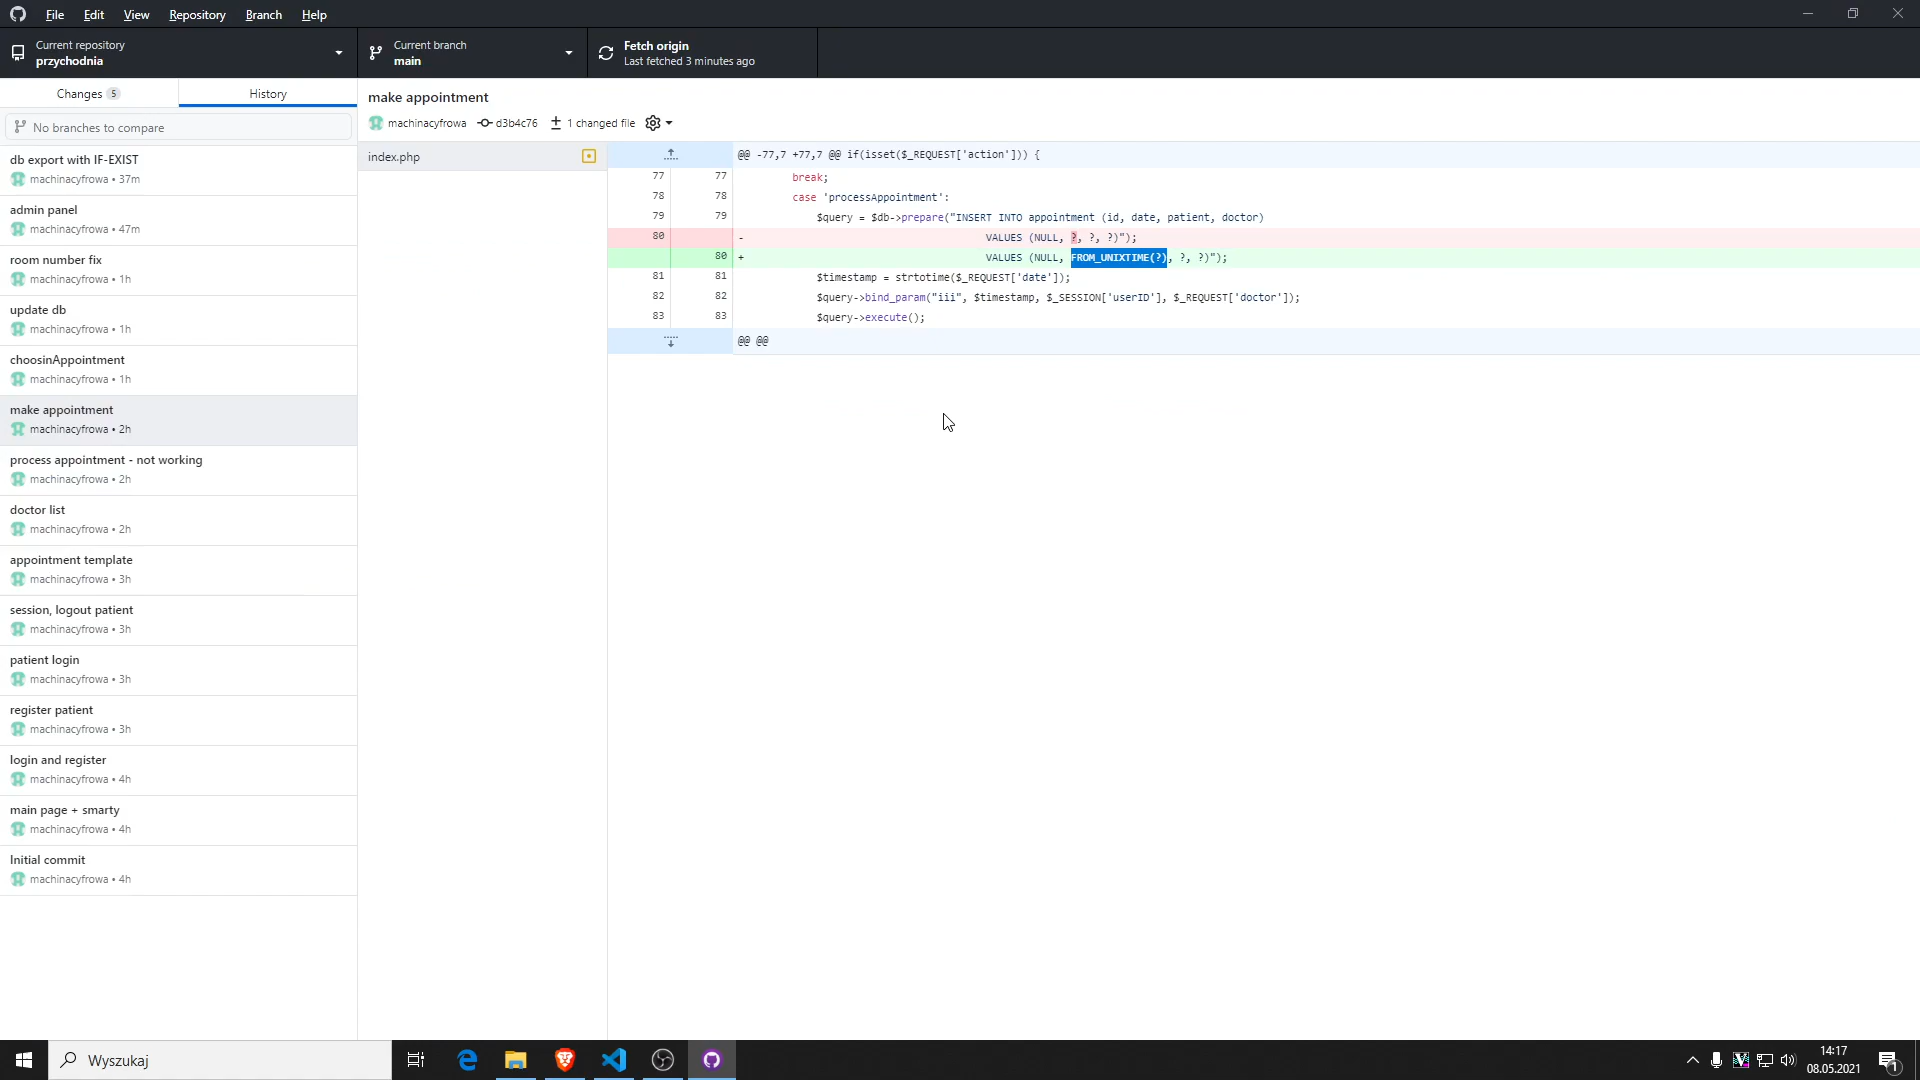 File Edit View Repository Branch Help
Current repository
przychodnia
Current branch
main
Fetch origin
Last fetched 3 minutes ago
Changes 5
History
No branches to compare
db export with IF-EXIST
machinacyfrowa • 37m
admin panel
machinacyfrowa • 47m
room number fix
machinacyfrowa • 1h
update db
machinacyfrowa • 1h
choosinAppointment
machinacyfrowa • 1h
make appointment
machinacyfrowa • 2h
process appointment - not working
machinacyfrowa • 2h
doctor list
machinacyfrowa • 2h
appointment template
machinacyfrowa • 3h
session, logout patient
machinacyfrowa • 3h
patient login
machinacyfrowa • 3h
register patient
machinacyfrowa • 3h
login and register
machinacyfrowa • 4h
main page + smarty
machinacyfrowa • 4h
Initial commit
machinacyfrowa • 4h
make appointment
machinacyfrowa d3b4c76 1 changed file
index.php
@@ -77,7 +77,7 @@ if(isset($_REQUEST['action'])) {
77 77 break;
78 78 case 'processAppointment':
79 79 $query = $db->prepare("INSERT INTO appointment (id, date, patient, doctor)
80 - VALUES (NULL, ?, ?, ?)");
80 + VALUES (NULL, FROM_UNIXTIME(?), ?, ?)");
81 81 $timestamp = strtotime($_REQUEST['date']);
82 82 $query->bind_param("iii", $timestamp, $_SESSION['userID'], $_REQUEST['doctor']);
83 83 $query->execute();
@@ @@
Wyszukaj
14:17
08.05.2021
1